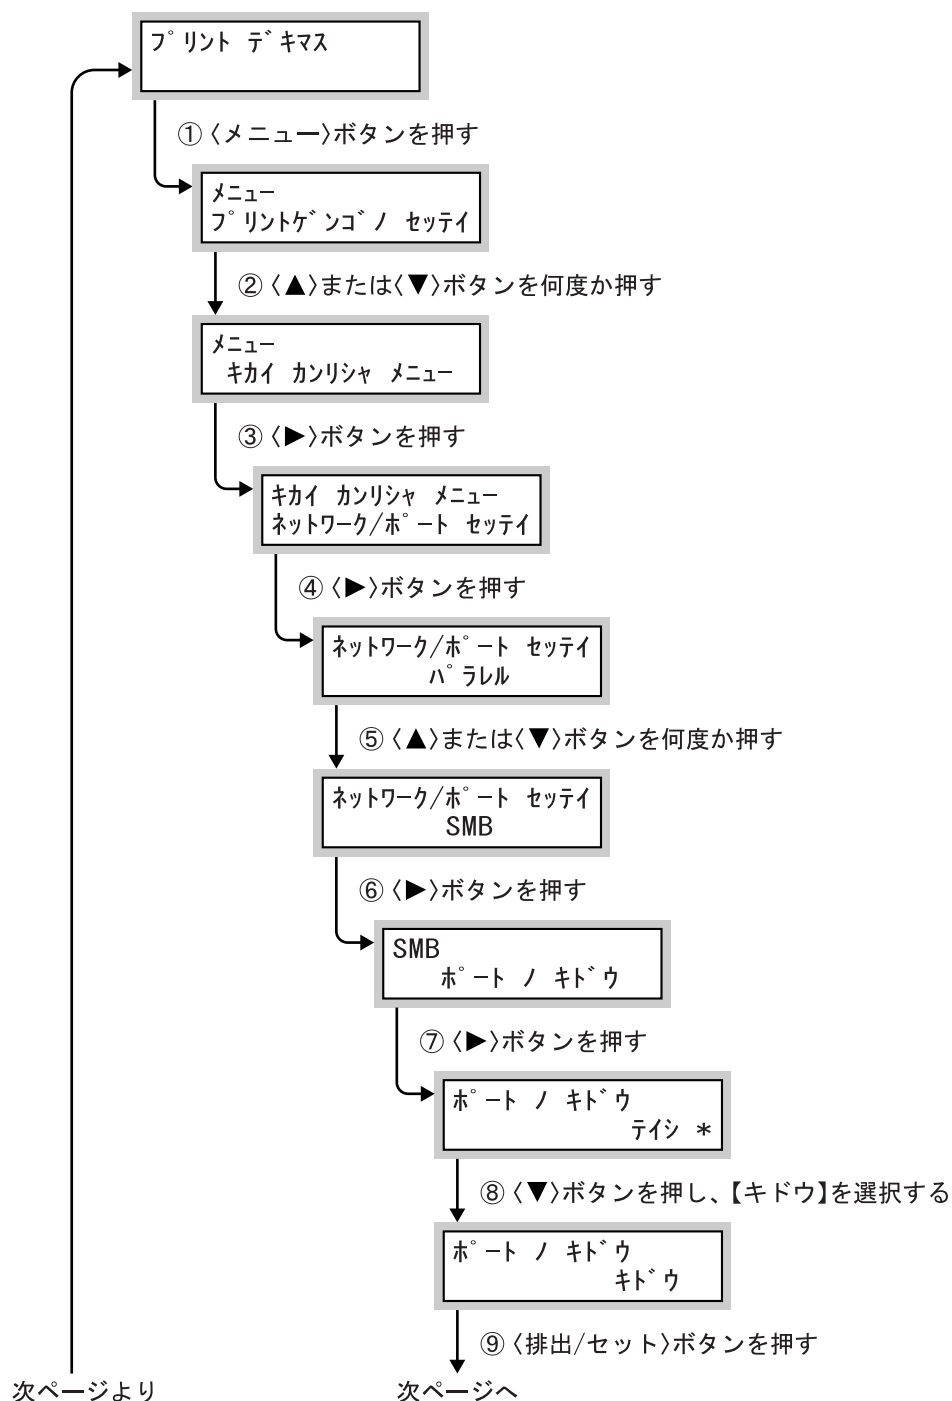 プリント デキマス
①〈メニュー〉ボタンを押す
メニュー
プリントゲンゴノ セッテイ
②〈▲〉または〈▼〉ボタンを何度か押す
メニュー
キカイ カンリシャ メニュー
③〈▶〉ボタンを押す
キカイ カンリシャ メニュー
ネットワーク/ポート セッテイ
④〈▶〉ボタンを押す
ネットワーク/ポート セッテイ
パラレル
⑤〈▲〉または〈▼〉ボタンを何度か押す
ネットワーク/ポート セッテイ
SMB
⑥〈▶〉ボタンを押す
SMB
ポート ノ キドウ
⑦〈▶〉ボタンを押す
ポート ノ キドウ
テイシ *
⑧〈▼〉ボタンを押し、【キドウ】を選択する
ポート ノ キドウ
キドウ
⑨〈排出/セット〉ボタンを押す
次ページより
次ページへ